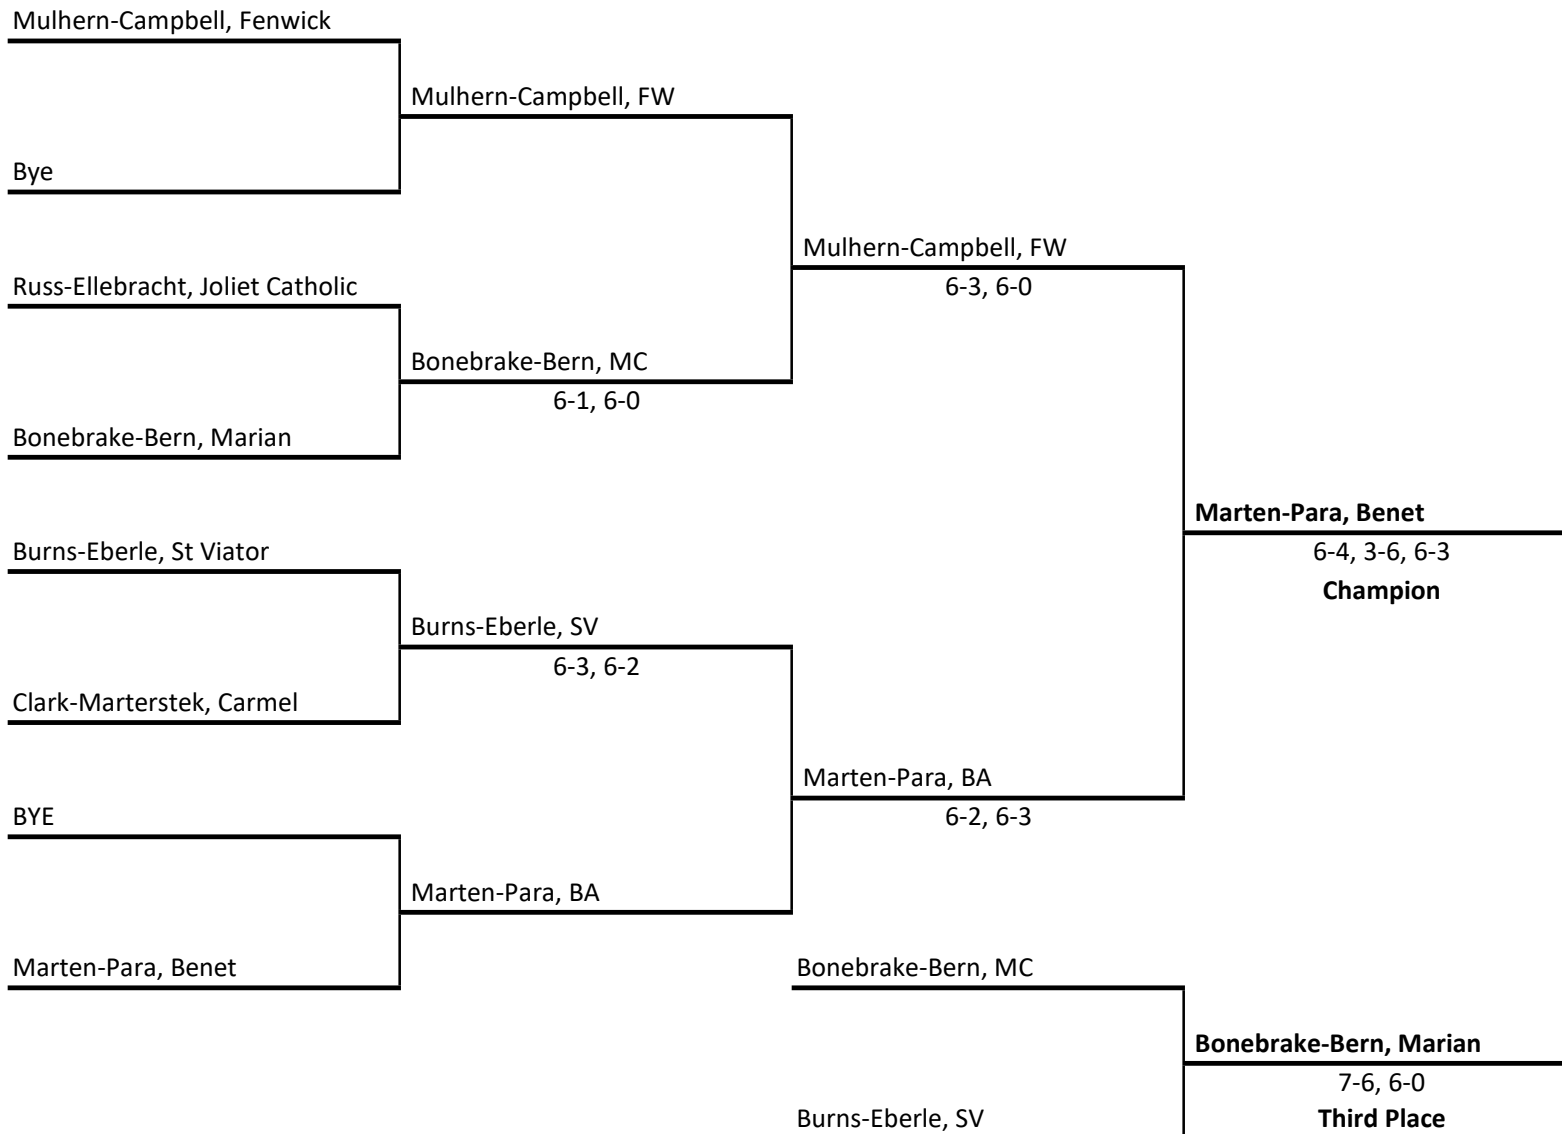 Mulhern-Campbell, Fenwick
Mulhern-Campbell, FW
Bye
Mulhern-Campbell, FW
6-3, 6-0
Russ-Ellebracht, Joliet Catholic
Bonebrake-Bern, MC
6-1, 6-0
Bonebrake-Bern, Marian
Marten-Para, Benet
6-4, 3-6, 6-3
Champion
Burns-Eberle, St Viator
Burns-Eberle, SV
6-3, 6-2
Clark-Marterstek, Carmel
Marten-Para, BA
6-2, 6-3
BYE
Marten-Para, BA
Marten-Para, Benet
Bonebrake-Bern, MC
Bonebrake-Bern, Marian
7-6, 6-0
Third Place
Burns-Eberle, SV